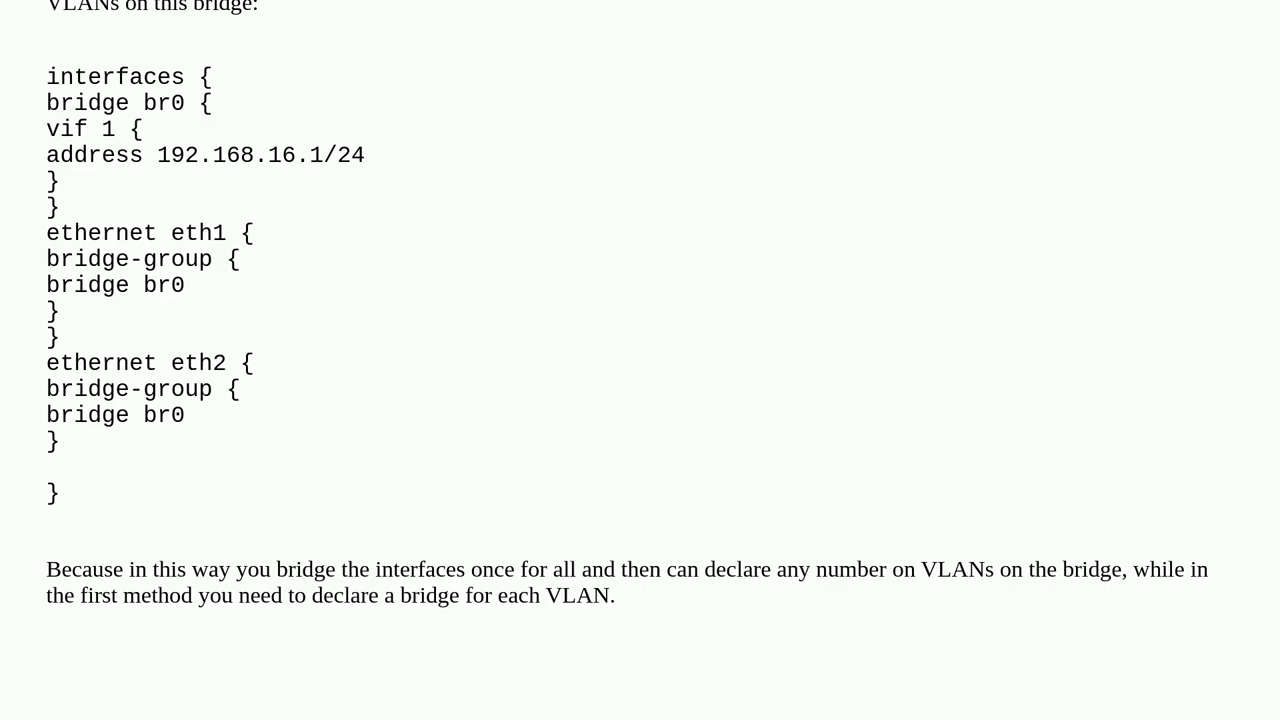 VLANs on this bridge:
interfaces {
bridge br0 {
vif 1 {
address 192.168.16.1/24
}
}
ethernet eth1 {
bridge-group {
bridge br0
}
}
ethernet eth2 {
bridge-group {
bridge br0
}
}
Because in this way you bridge the interfaces once for all and then can declare any number on VLANs on the bridge, while in
the first method you need to declare a bridge for each VLAN.